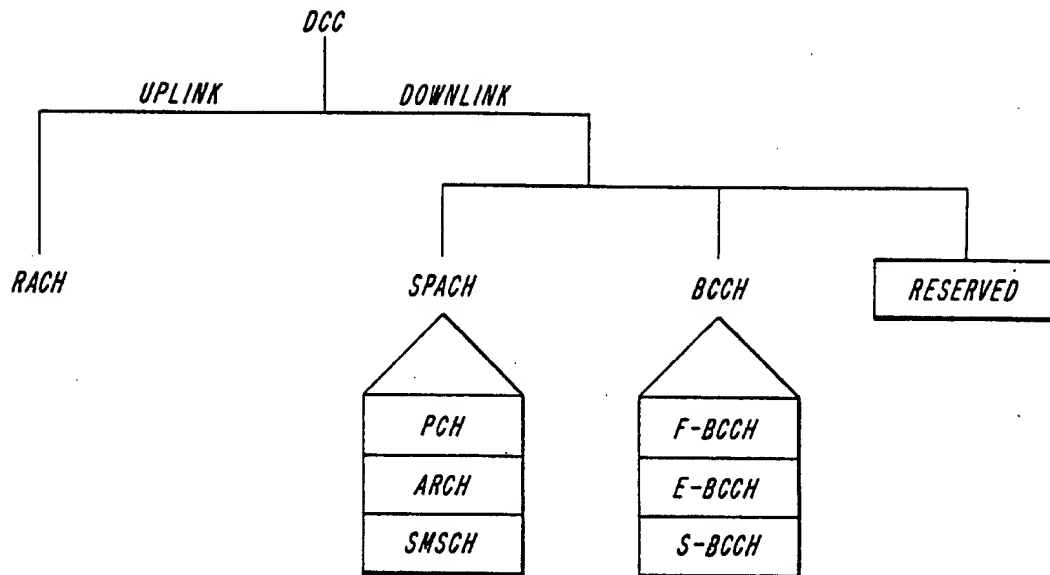 DCC
UPLINK DOWNLINK
RACH SPACH BCCH RESERVED
PCH F-BCCH
ARCH E-BCCH
SMSCH S-BCCH